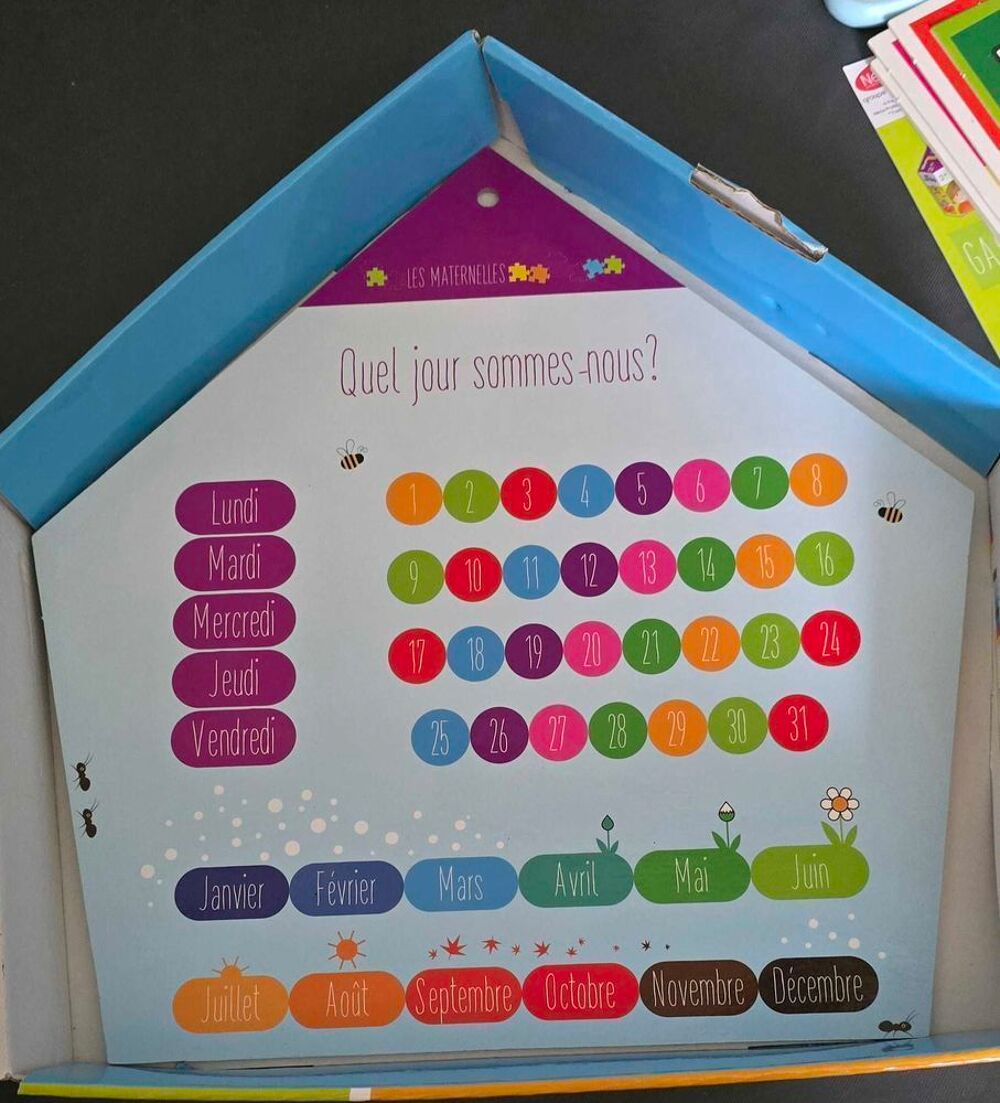 LES MATERNELLES
Quel jour sommes-nous?
Lundi
Mardi
Mercredi
Jeudi
Vendredi
1 2 3 4 5 6 7 8
9 10 11 12 13 14 15 16
17 18 19 20 21 22 23 24
25 26 27 28 29 30 31
Janvier Février Mars Avril Mai Juin
Juillet Août Septembre Octobre Novembre Décembre
GA